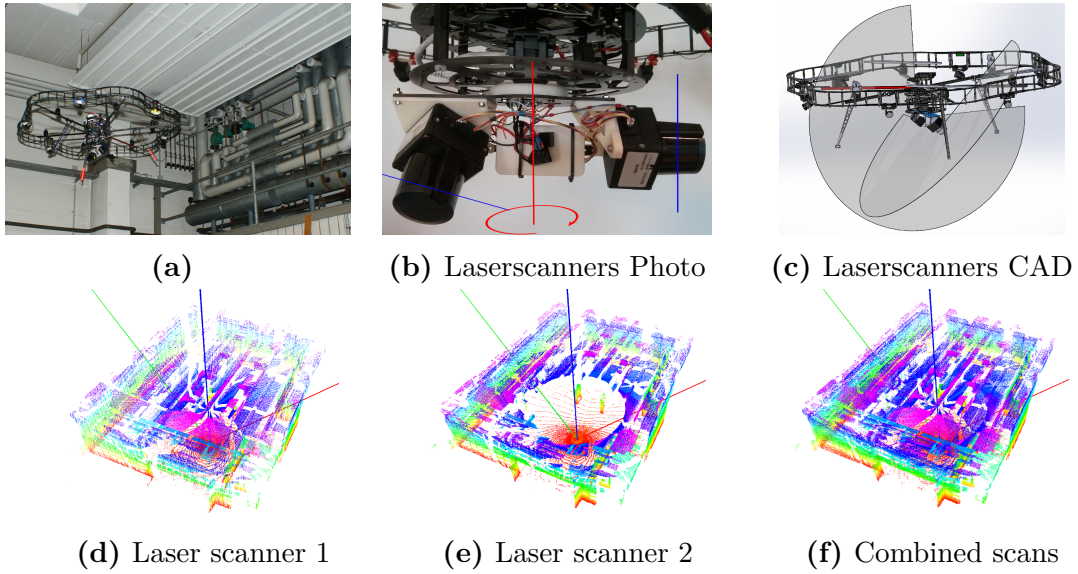 (a)
(b) Laserscanners Photo
(c) Laserscanners CAD
(d) Laser scanner 1
(e) Laser scanner 2
(f) Combined scans